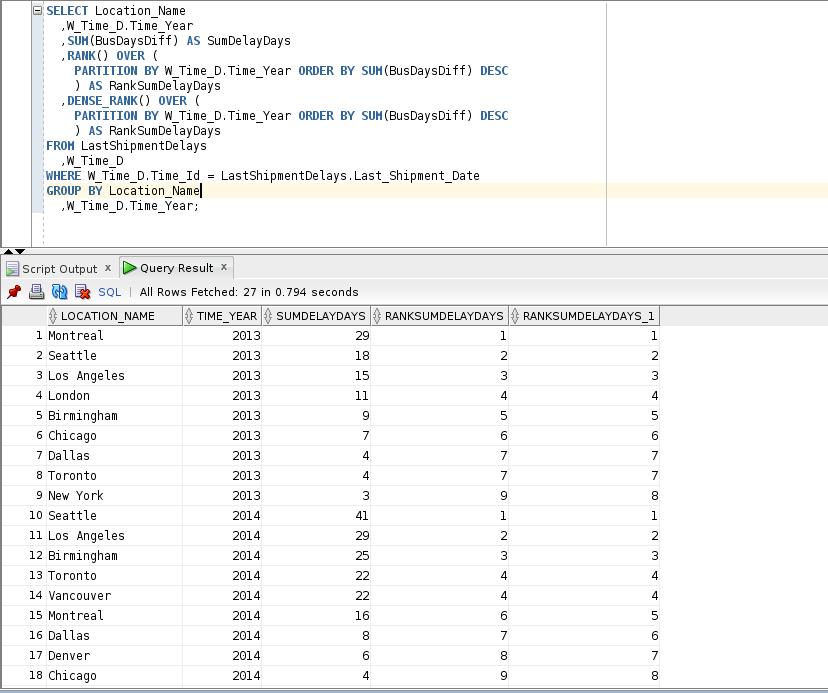 SELECT Location_Name
,W_Time_D.Time_Year
,SUM(BusDaysDiff) AS SumDelayDays
,RANK() OVER (
PARTITION BY W_Time_D.Time_Year ORDER BY SUM(BusDaysDiff) DESC
) AS RankSumDelayDays
,DENSE_RANK() OVER (
PARTITION BY W_Time_D.Time_Year ORDER BY SUM(BusDaysDiff) DESC
) AS RankSumDelayDays
FROM LastShipmentDelays
,W_Time_D
WHERE W_Time_D.Time_Id = LastShipmentDelays.Last_Shipment_Date
GROUP BY Location_Name
,W_Time_D.Time_Year;
Script Output x Query Result x
SQL | All Rows Fetched: 27 in 0.794 seconds
LOCATION_NAME TIME_YEAR SUMDELAYDAYS RANKSUMDELAYDAYS RANKSUMDELAYDAYS_1
1 Montreal 2013 29 1 1
2 Seattle 2013 18 2 2
3 Los Angeles 2013 15 3 3
4 London 2013 11 4 4
5 Birmingham 2013 9 5 5
6 Chicago 2013 7 6 6
7 Dallas 2013 4 7 7
8 Toronto 2013 4 7 7
9 New York 2013 3 9 8
10 Seattle 2014 41 1 1
11 Los Angeles 2014 29 2 2
12 Birmingham 2014 25 3 3
13 Toronto 2014 22 4 4
14 Vancouver 2014 22 4 4
15 Montreal 2014 16 6 5
16 Dallas 2014 8 7 6
17 Denver 2014 6 8 7
18 Chicago 2014 4 9 8